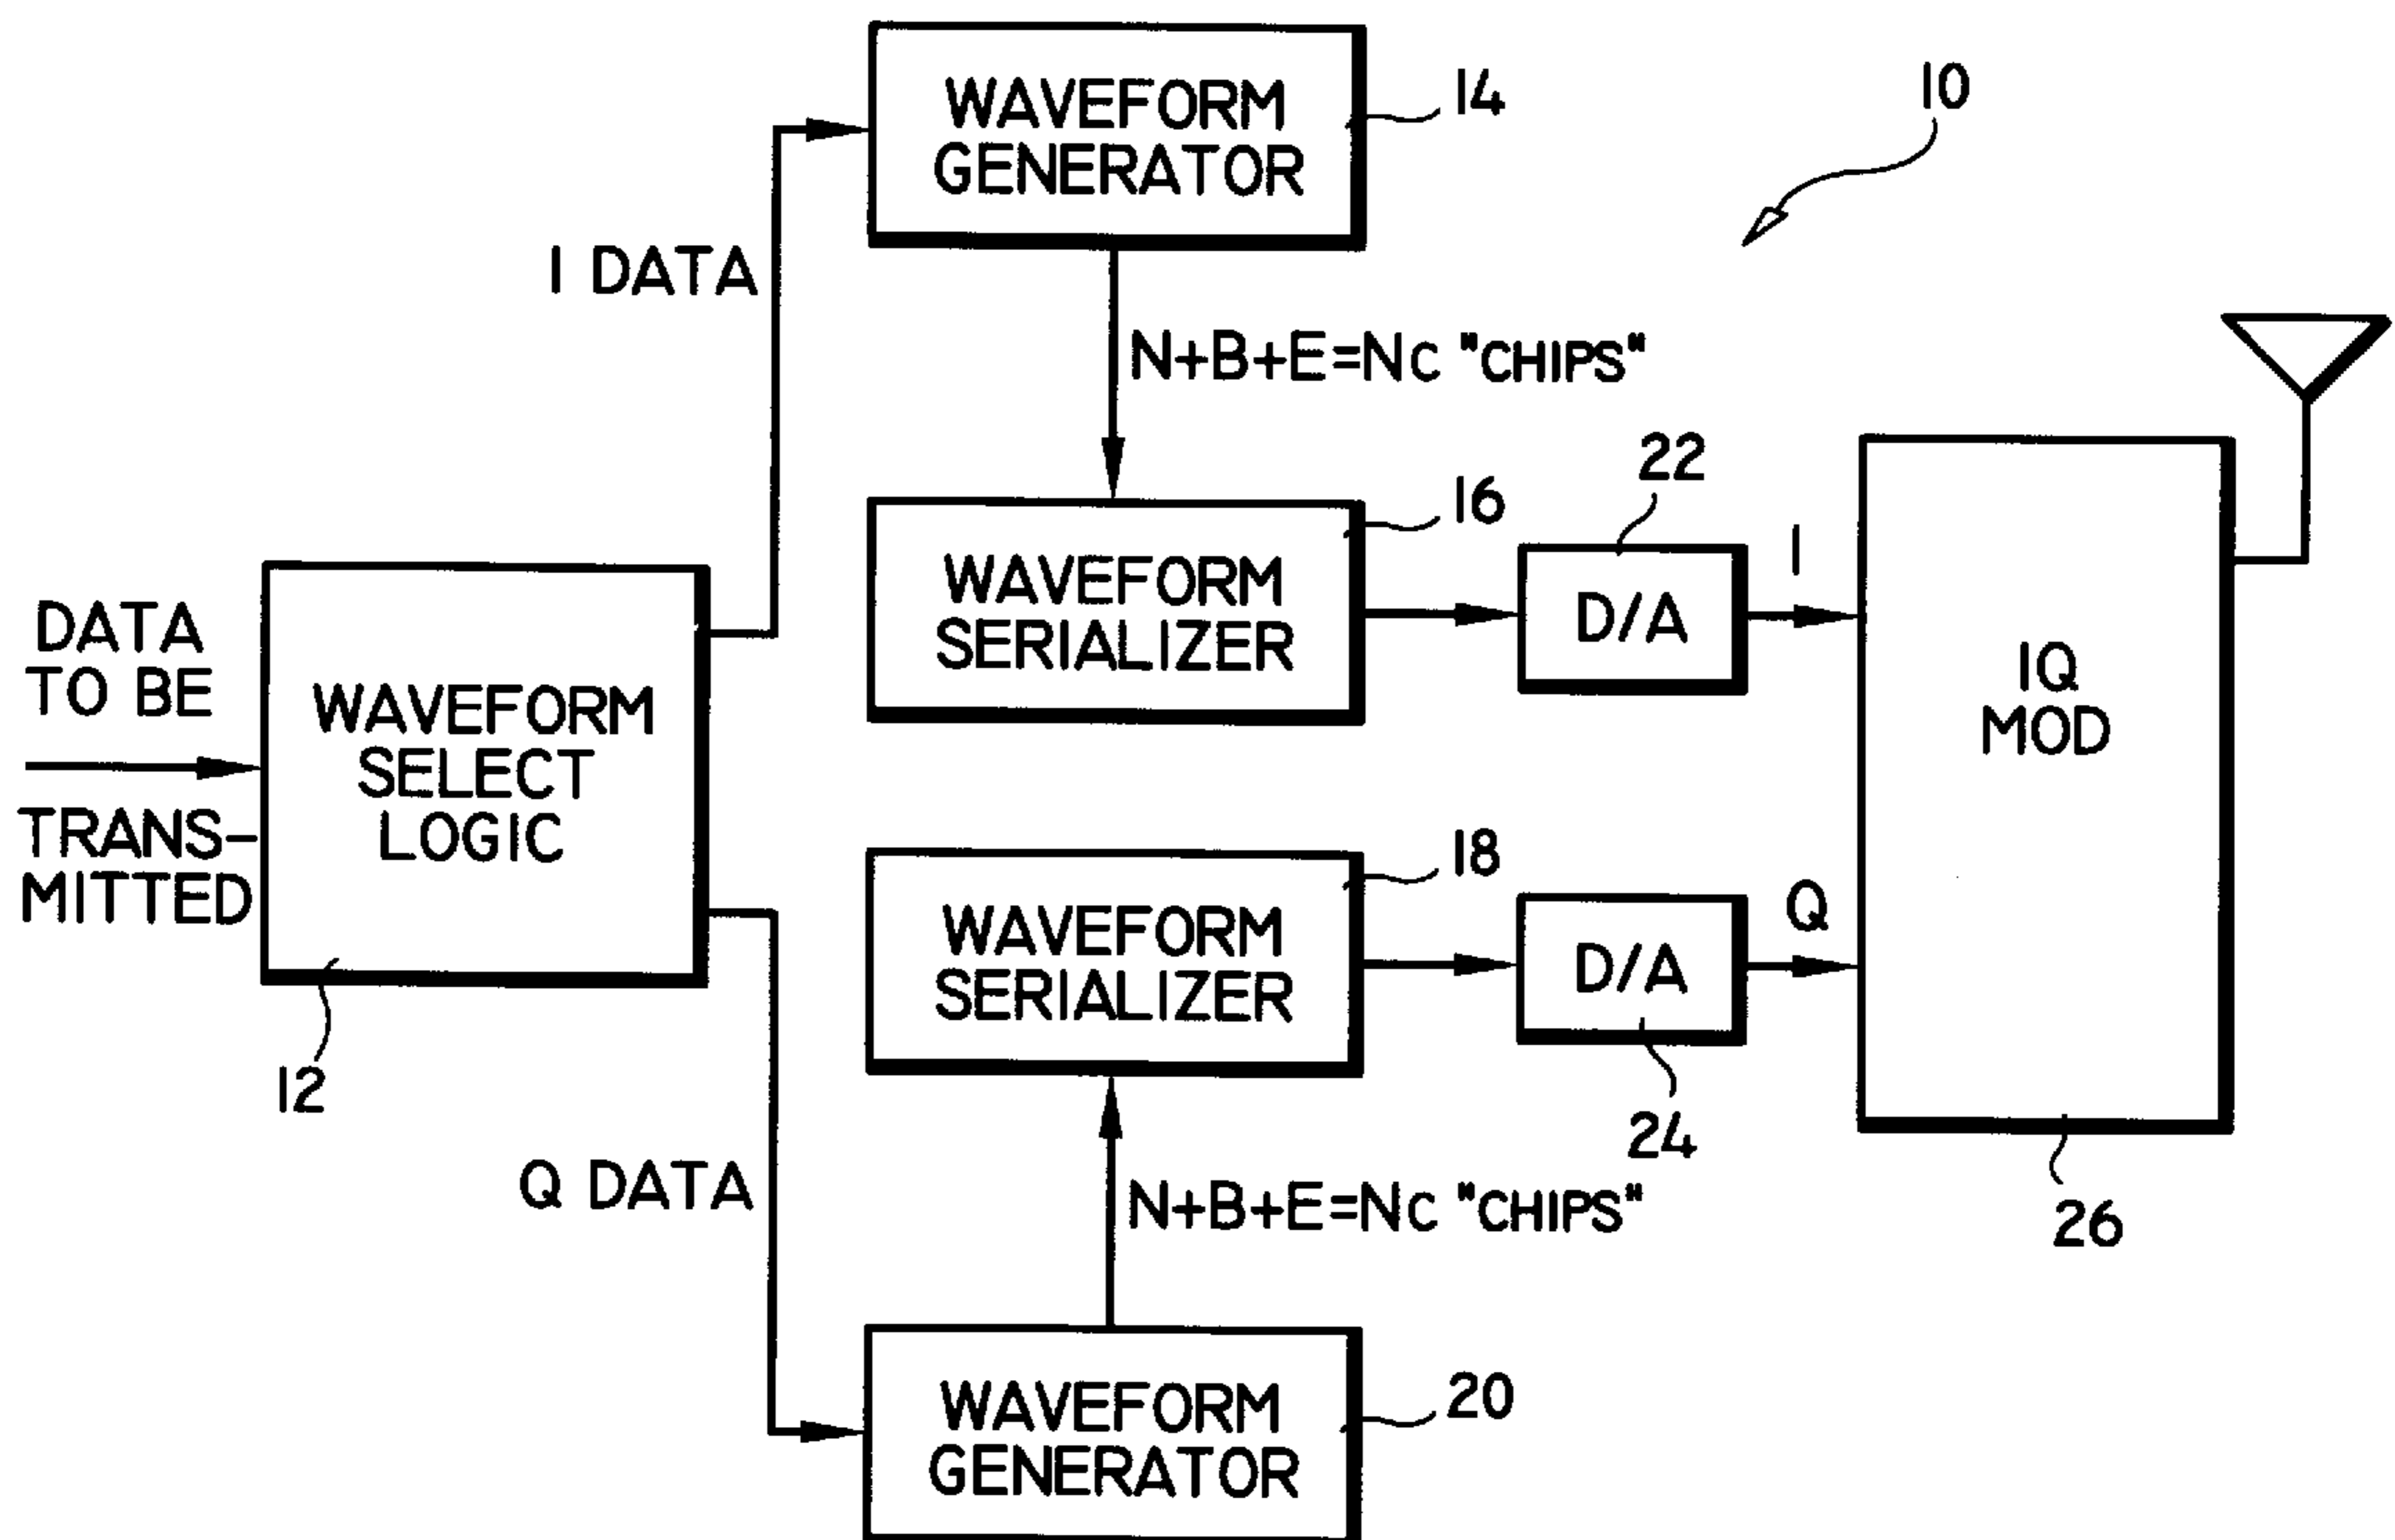 WAVEFORM
GENERATOR
14
10
I DATA
N+B+E=Nc "CHIPS"
22
16
WAVEFORM
SERIALIZER
D/A
I
IQ
MOD
DATA
TO BE
TRANS-
MITTED
WAVEFORM
SELECT
LOGIC
12
18
WAVEFORM
SERIALIZER
D/A
Q
24
26
Q DATA
N+B+E=Nc "CHIPS"
WAVEFORM
GENERATOR
20